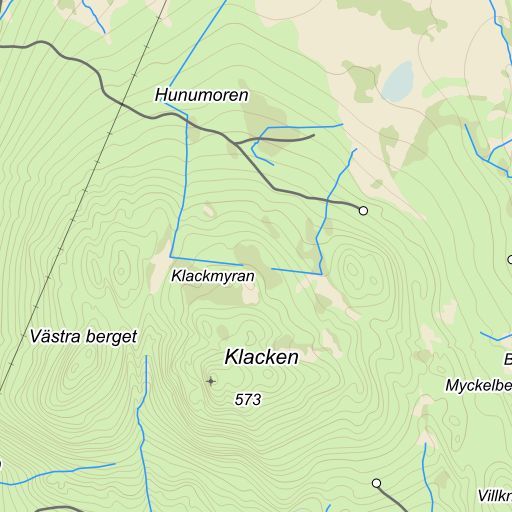 Hunumoren
Klackmyran
Västra berget
Klacken
573
B
Myckelbe
Villkr